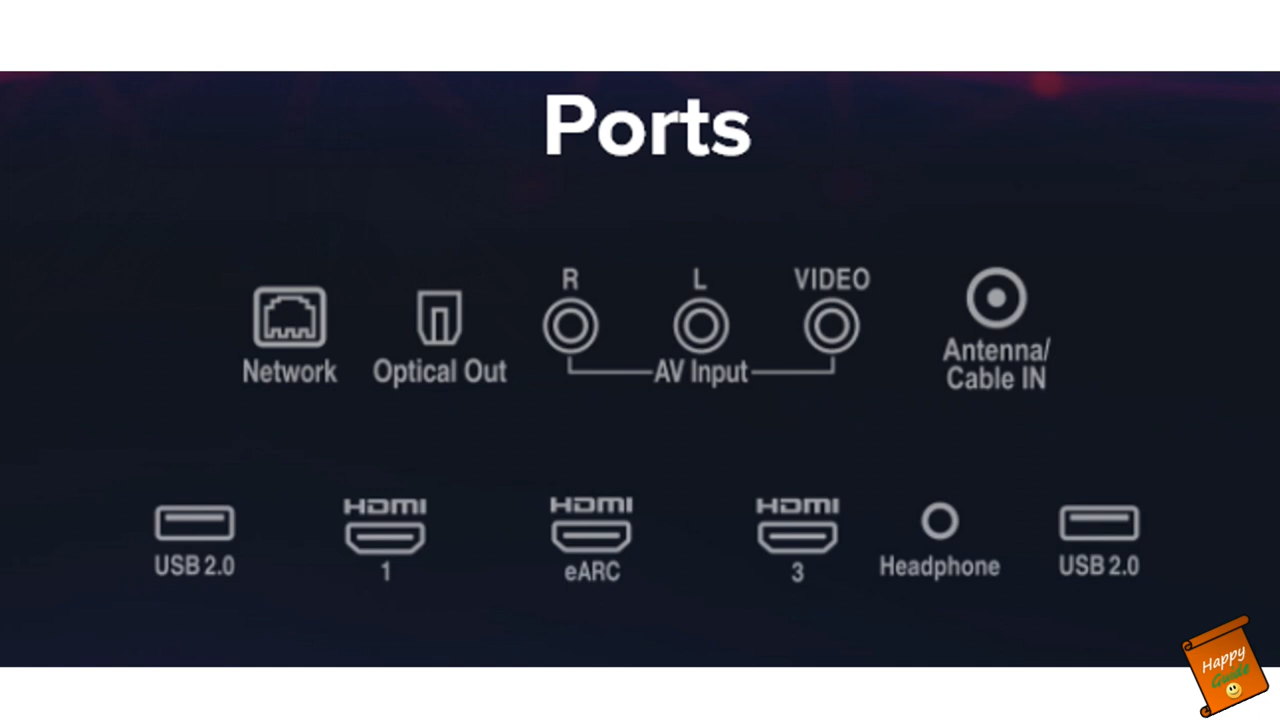 Ports
R L VIDEO
Network Optical Out AV Input Antenna/
Cable IN
HDMI HDMI HDMI
USB 2.0 1 eARC 3 Headphone USB 2.0
Happy
Guide